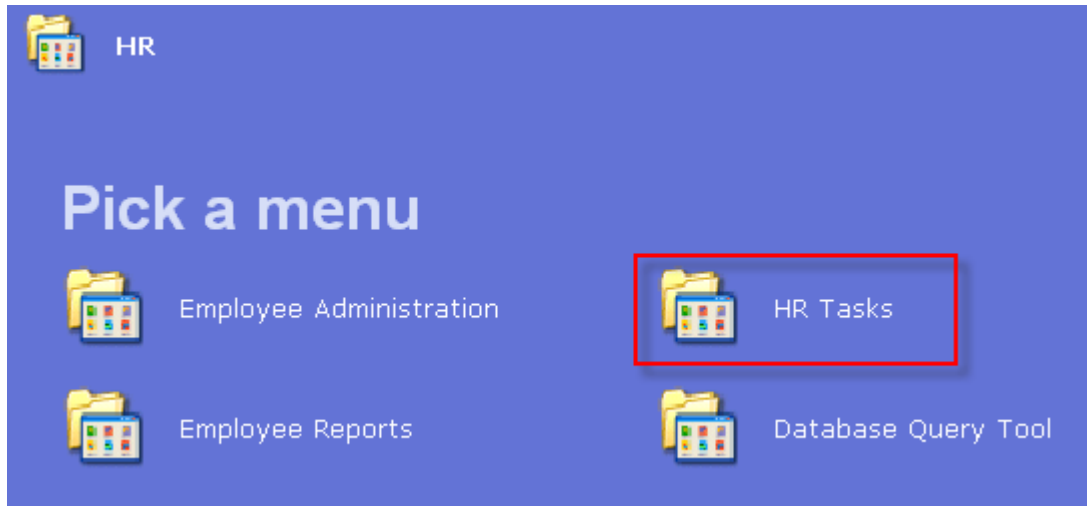 HR
Pick a menu
Employee Administration
HR Tasks
Employee Reports
Database Query Tool